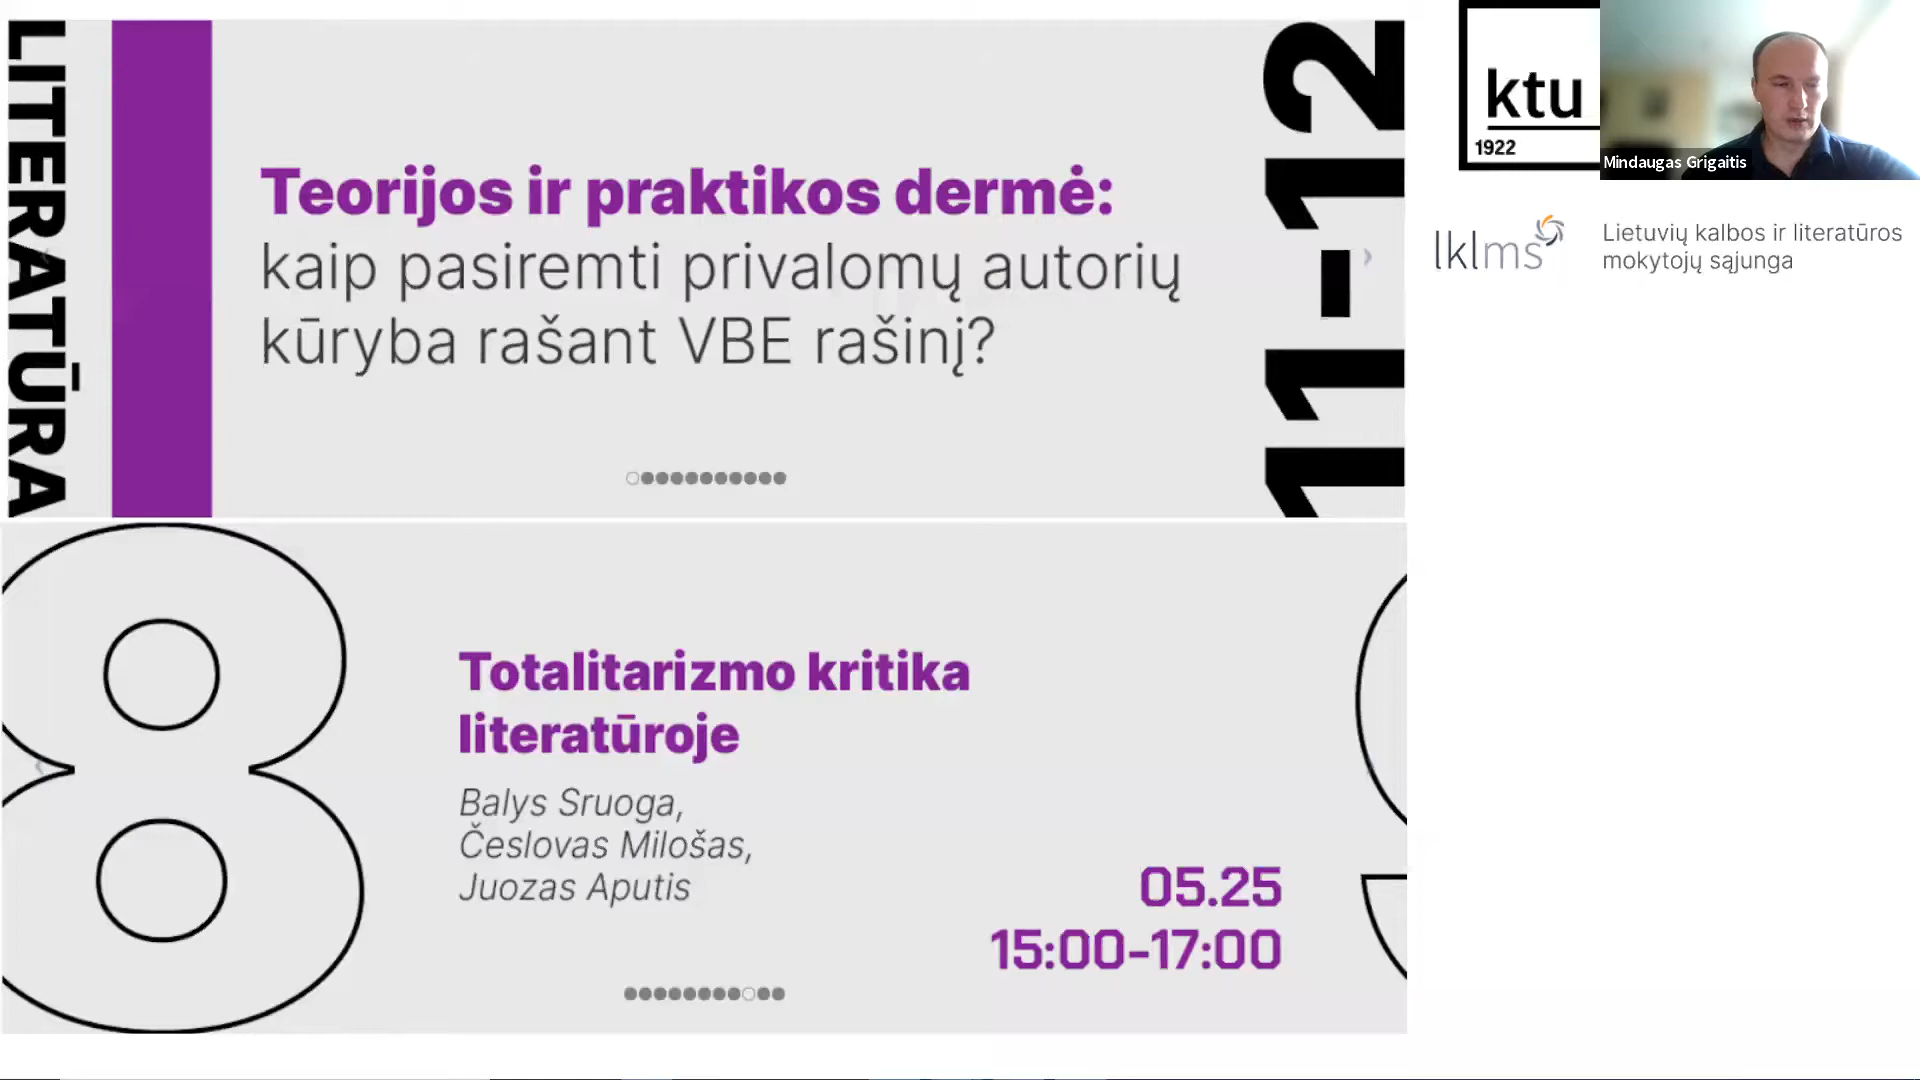 LITERATŪRA
Teorijos ir praktikos dermė:
kaip pasiremti privalomų autorių
kūryba rašant VBE rašinį?
11-12
8
Totalitarizmo kritika
literatūroje
Balys Sruoga,
Česlovas Milošas,
Juozas Aputis
05.25
15:00-17:00
ktu
1922
Mindaugas Grigaitis
lklms
Lietuvių kalbos ir literatūros
mokytojų sąjunga